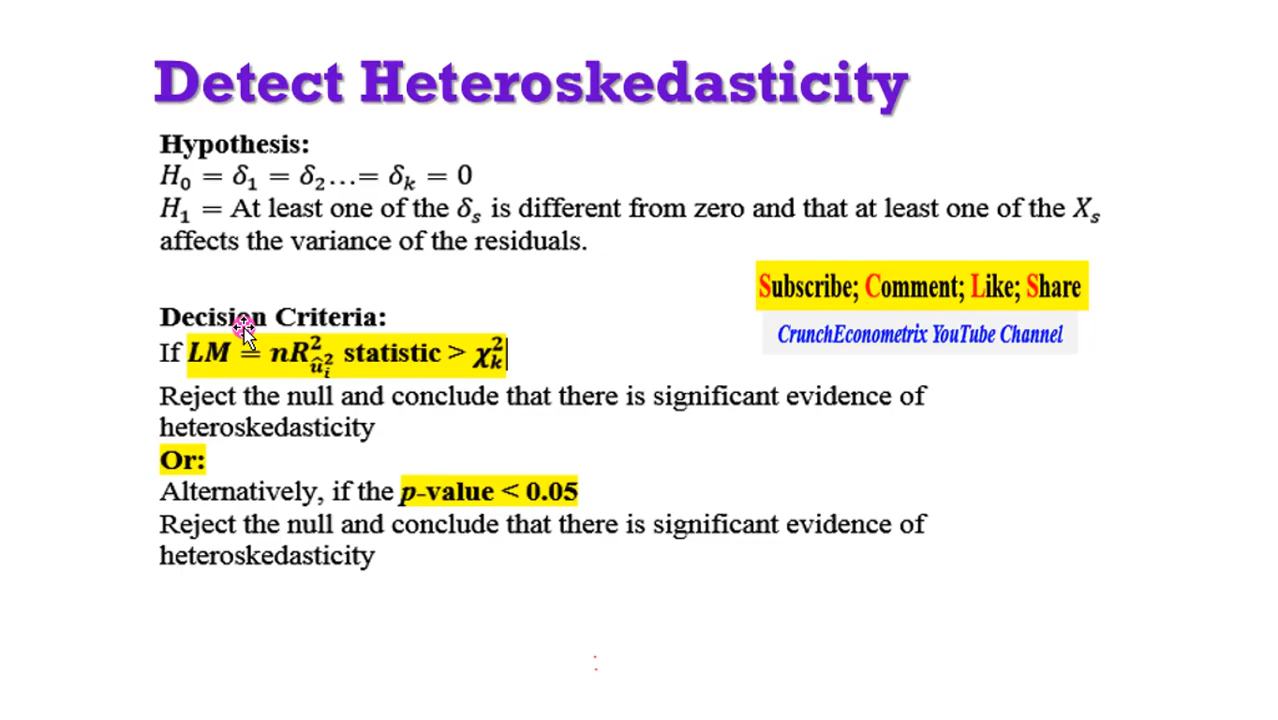 Detect Heteroskedasticity
Hypothesis:
H₀ = δ₁ = δ₂…= δₖ = 0
H₁ = At least one of the δₛ is different from zero and that at least one of the Xₛ
affects the variance of the residuals.
Subscribe; Comment; Like; Share
CrunchEconometrix YouTube Channel
Decision Criteria:
If LM = nR²_{û²ᵢ} statistic > χ²ₖ
Reject the null and conclude that there is significant evidence of
heteroskedasticity
Or:
Alternatively, if the p-value < 0.05
Reject the null and conclude that there is significant evidence of
heteroskedasticity